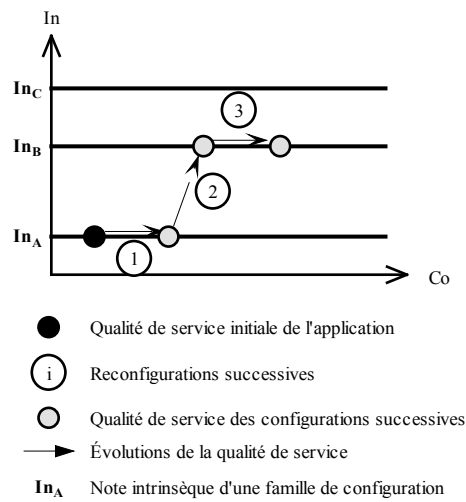 In
In_C
3
In_B
2
In_A
1
Co
Qualité de service initiale de l'application
i Reconfigurations successives
Qualité de service des configurations successives
Évolutions de la qualité de service
In_A Note intrinsèque d'une famille de configuration